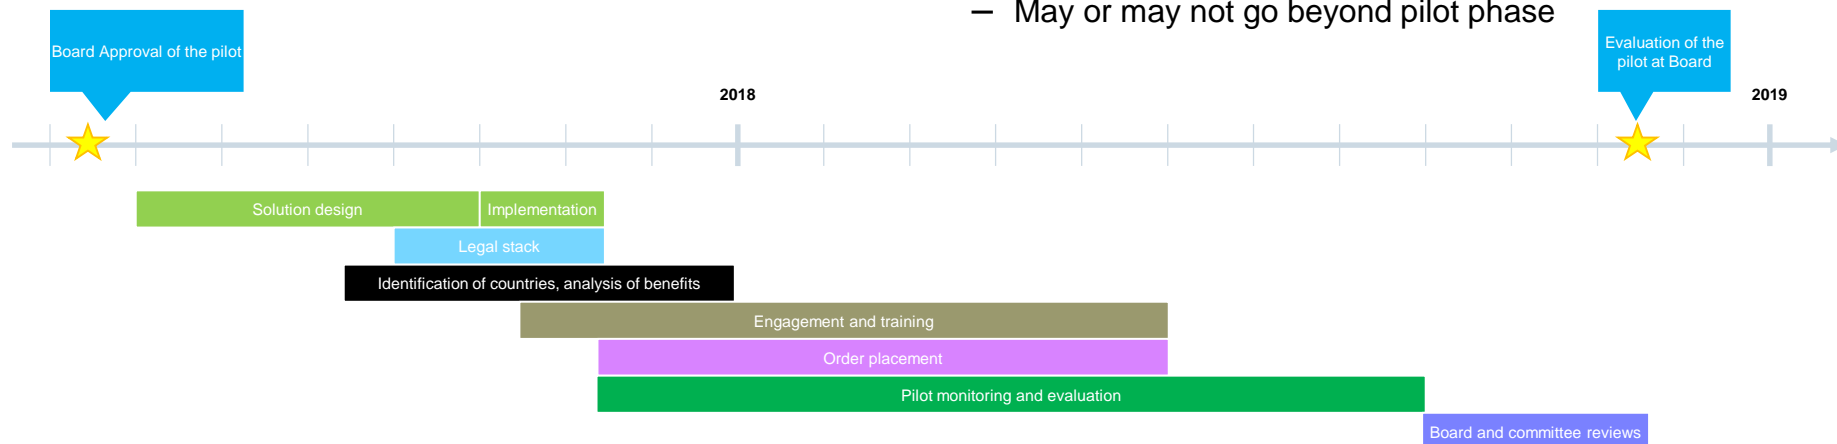 – May or may not go beyond pilot phase
Board Approval of the pilot
Evaluation of the
pilot at Board
2018
2019
Solution design
Implementation
Legal stack
Identification of countries, analysis of benefits
Engagement and training
Order placement
Pilot monitoring and evaluation
Board and committee reviews